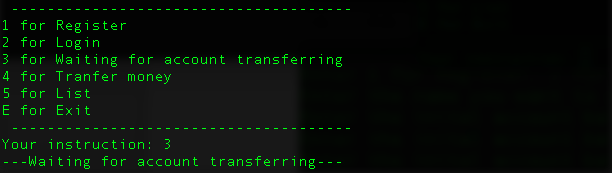 -------------------------------------
1 for Register
2 for Login
3 for Waiting for account transferring
4 for Tranfer money
5 for List
E for Exit
-------------------------------------
Your instruction: 3
---Waiting for account transferring---